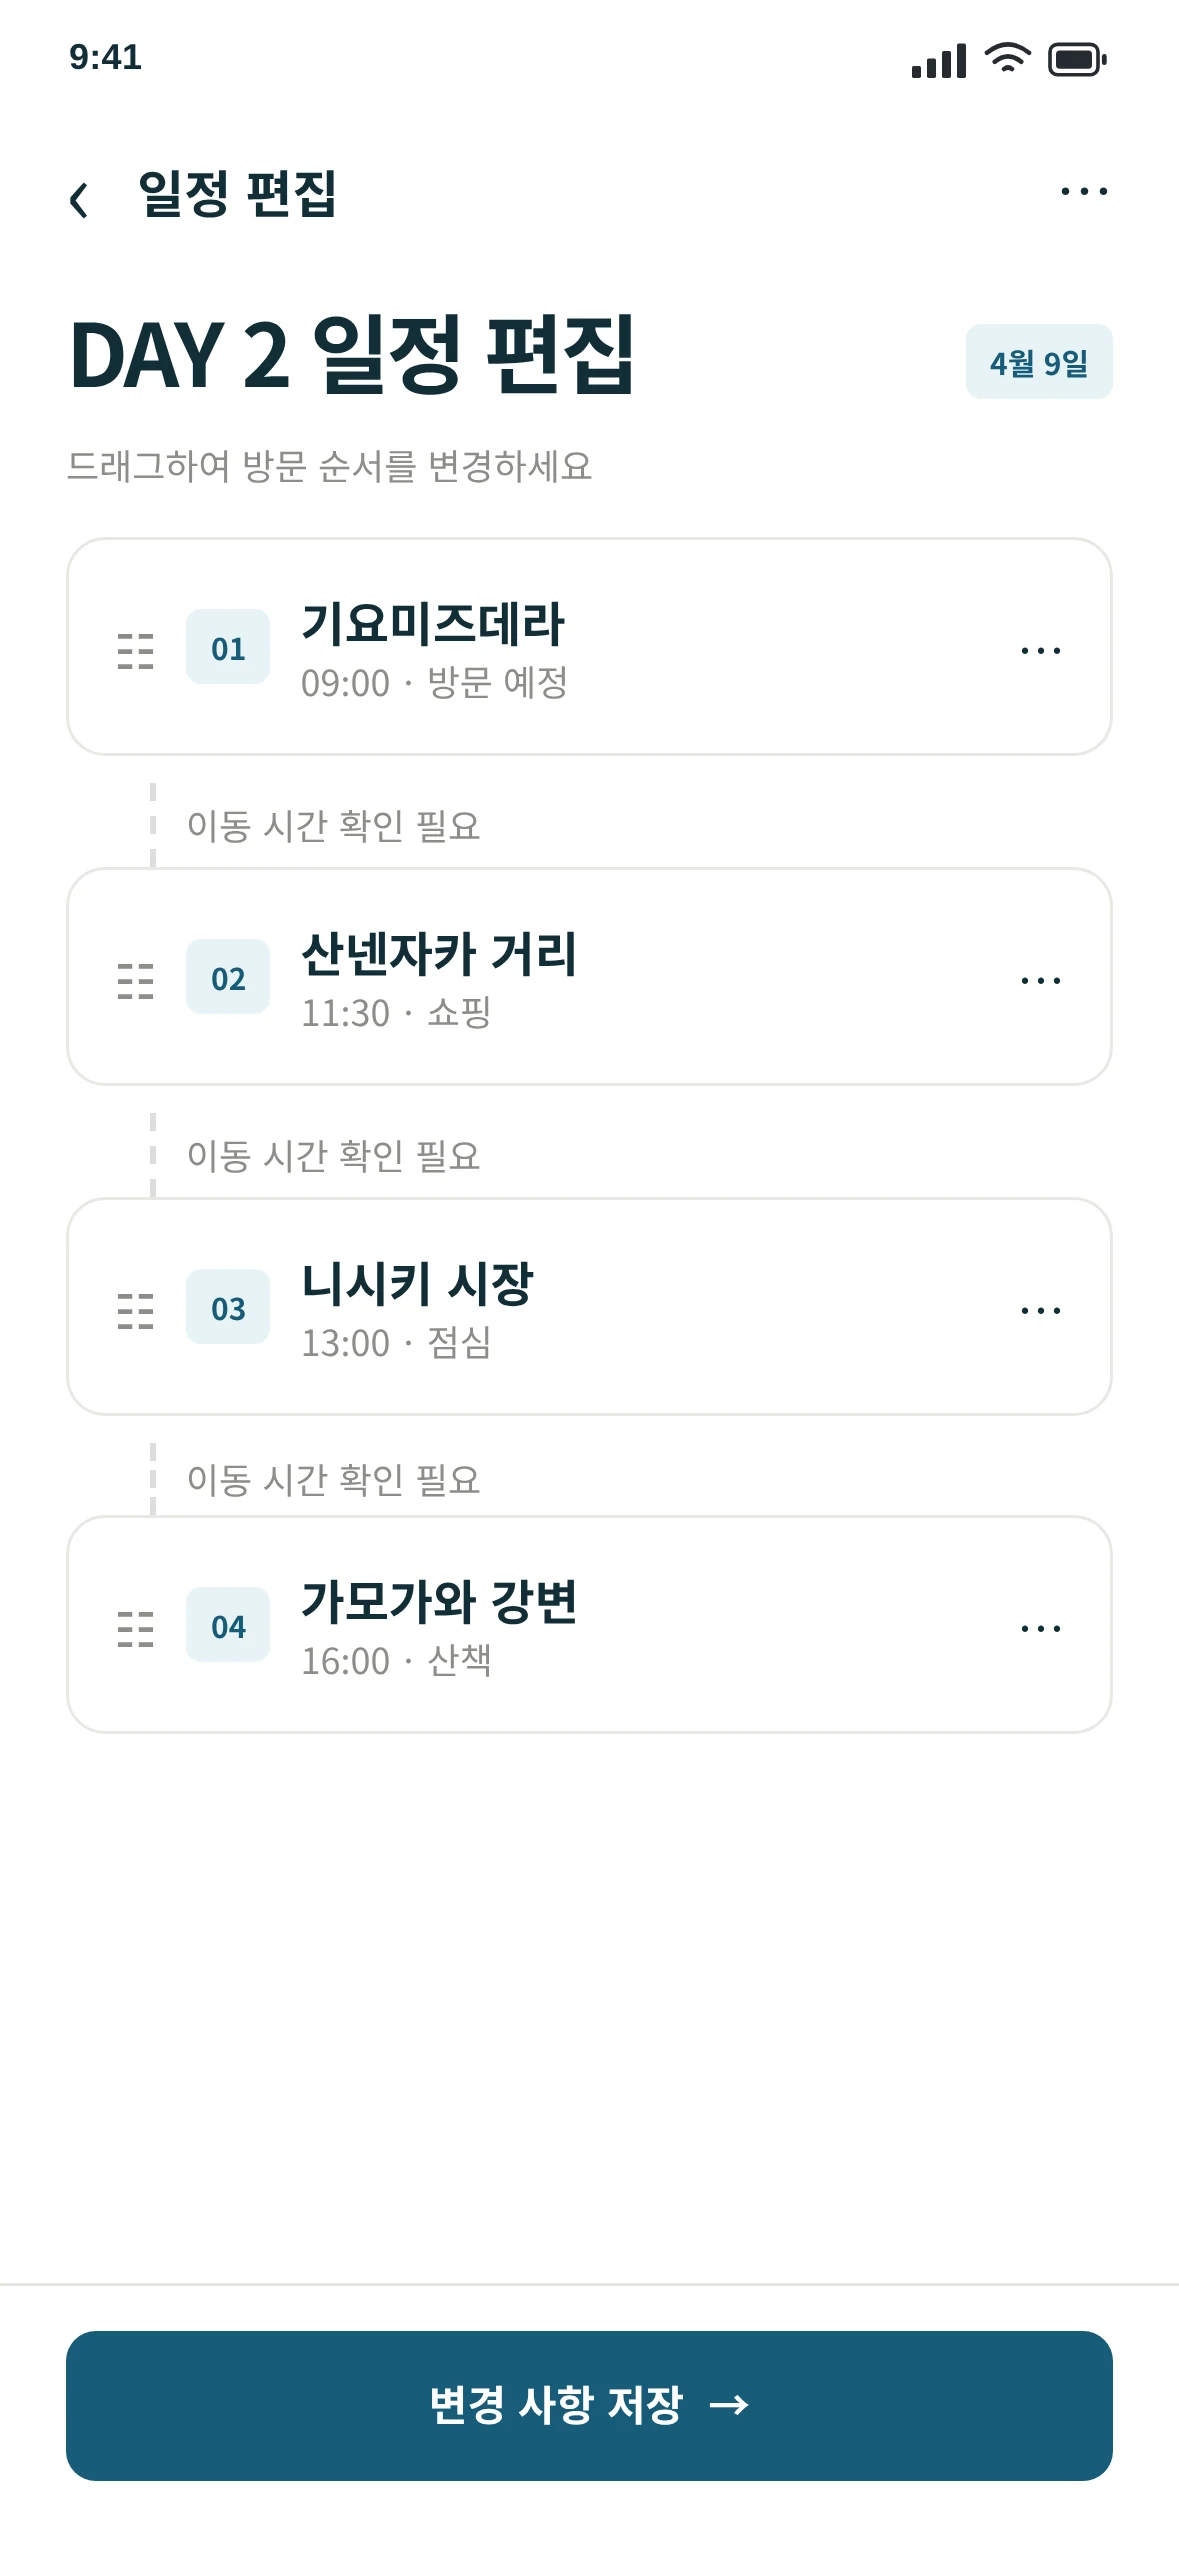 9:41
일정 편집
DAY 2 일정 편집
4월 9일
드래그하여 방문 순서를 변경하세요
01
기요미즈데라
09:00 · 방문 예정
이동 시간 확인 필요
02
산넨자카 거리
11:30 · 쇼핑
이동 시간 확인 필요
03
니시키 시장
13:00 · 점심
이동 시간 확인 필요
04
가모가와 강변
16:00 · 산책
변경 사항 저장 →